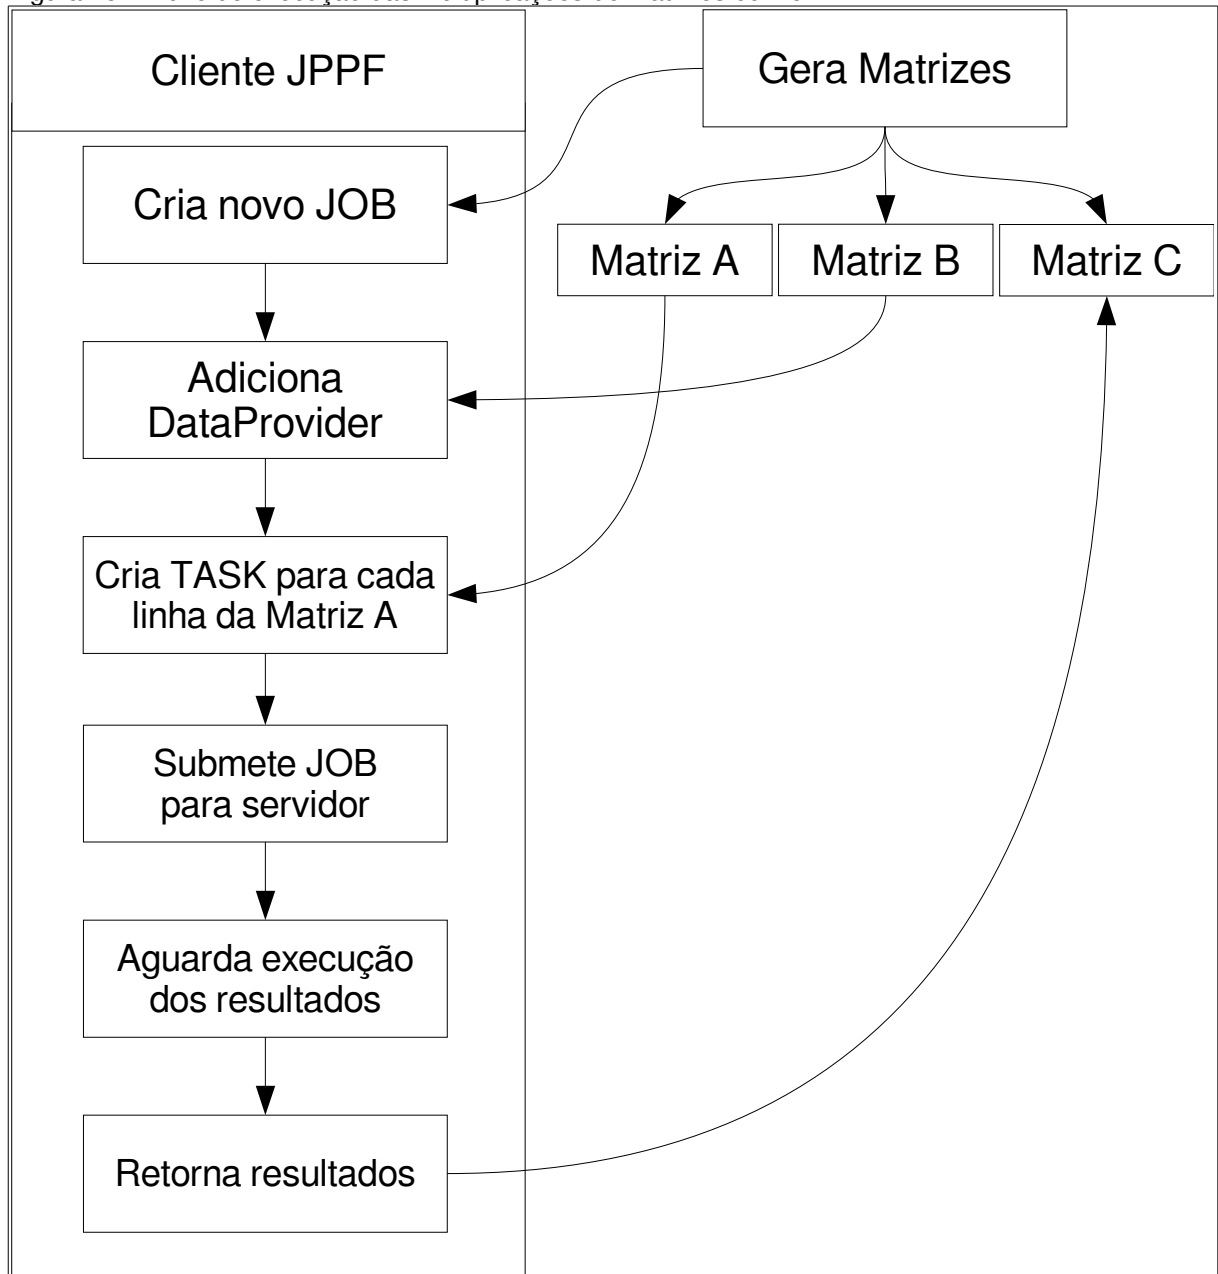 Cliente JPPF
Gera Matrizes
Cria novo JOB
Matriz A
Matriz B
Matriz C
Adiciona
DataProvider
Cria TASK para cada
linha da Matriz A
Submete JOB
para servidor
Aguarda execução
dos resultados
Retorna resultados